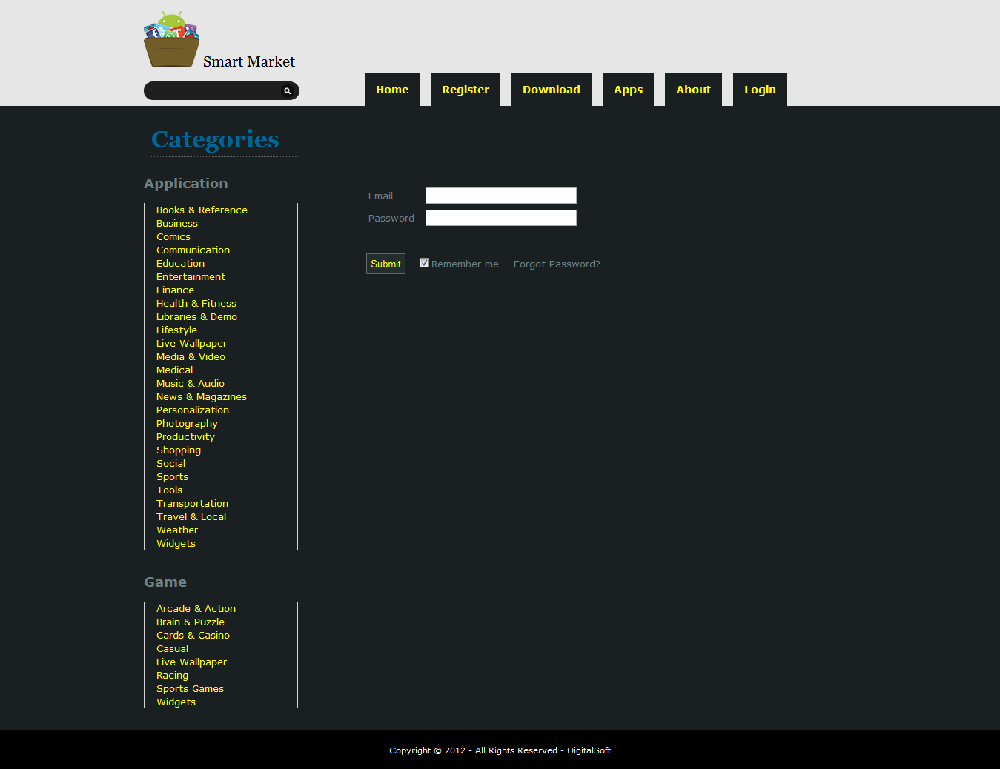 Smart Market
Home
Register
Download
Apps
About
Login
Categories
Application
Books & Reference
Business
Comics
Communication
Education
Entertainment
Finance
Health & Fitness
Libraries & Demo
Lifestyle
Live Wallpaper
Media & Video
Medical
Music & Audio
News & Magazines
Personalization
Photography
Productivity
Shopping
Social
Sports
Tools
Transportation
Travel & Local
Weather
Widgets
Game
Arcade & Action
Brain & Puzzle
Cards & Casino
Casual
Live Wallpaper
Racing
Sports Games
Widgets
Email
Password
Submit
Remember me
Forgot Password?
Copyright © 2012 - All Rights Reserved - DigitalSoft